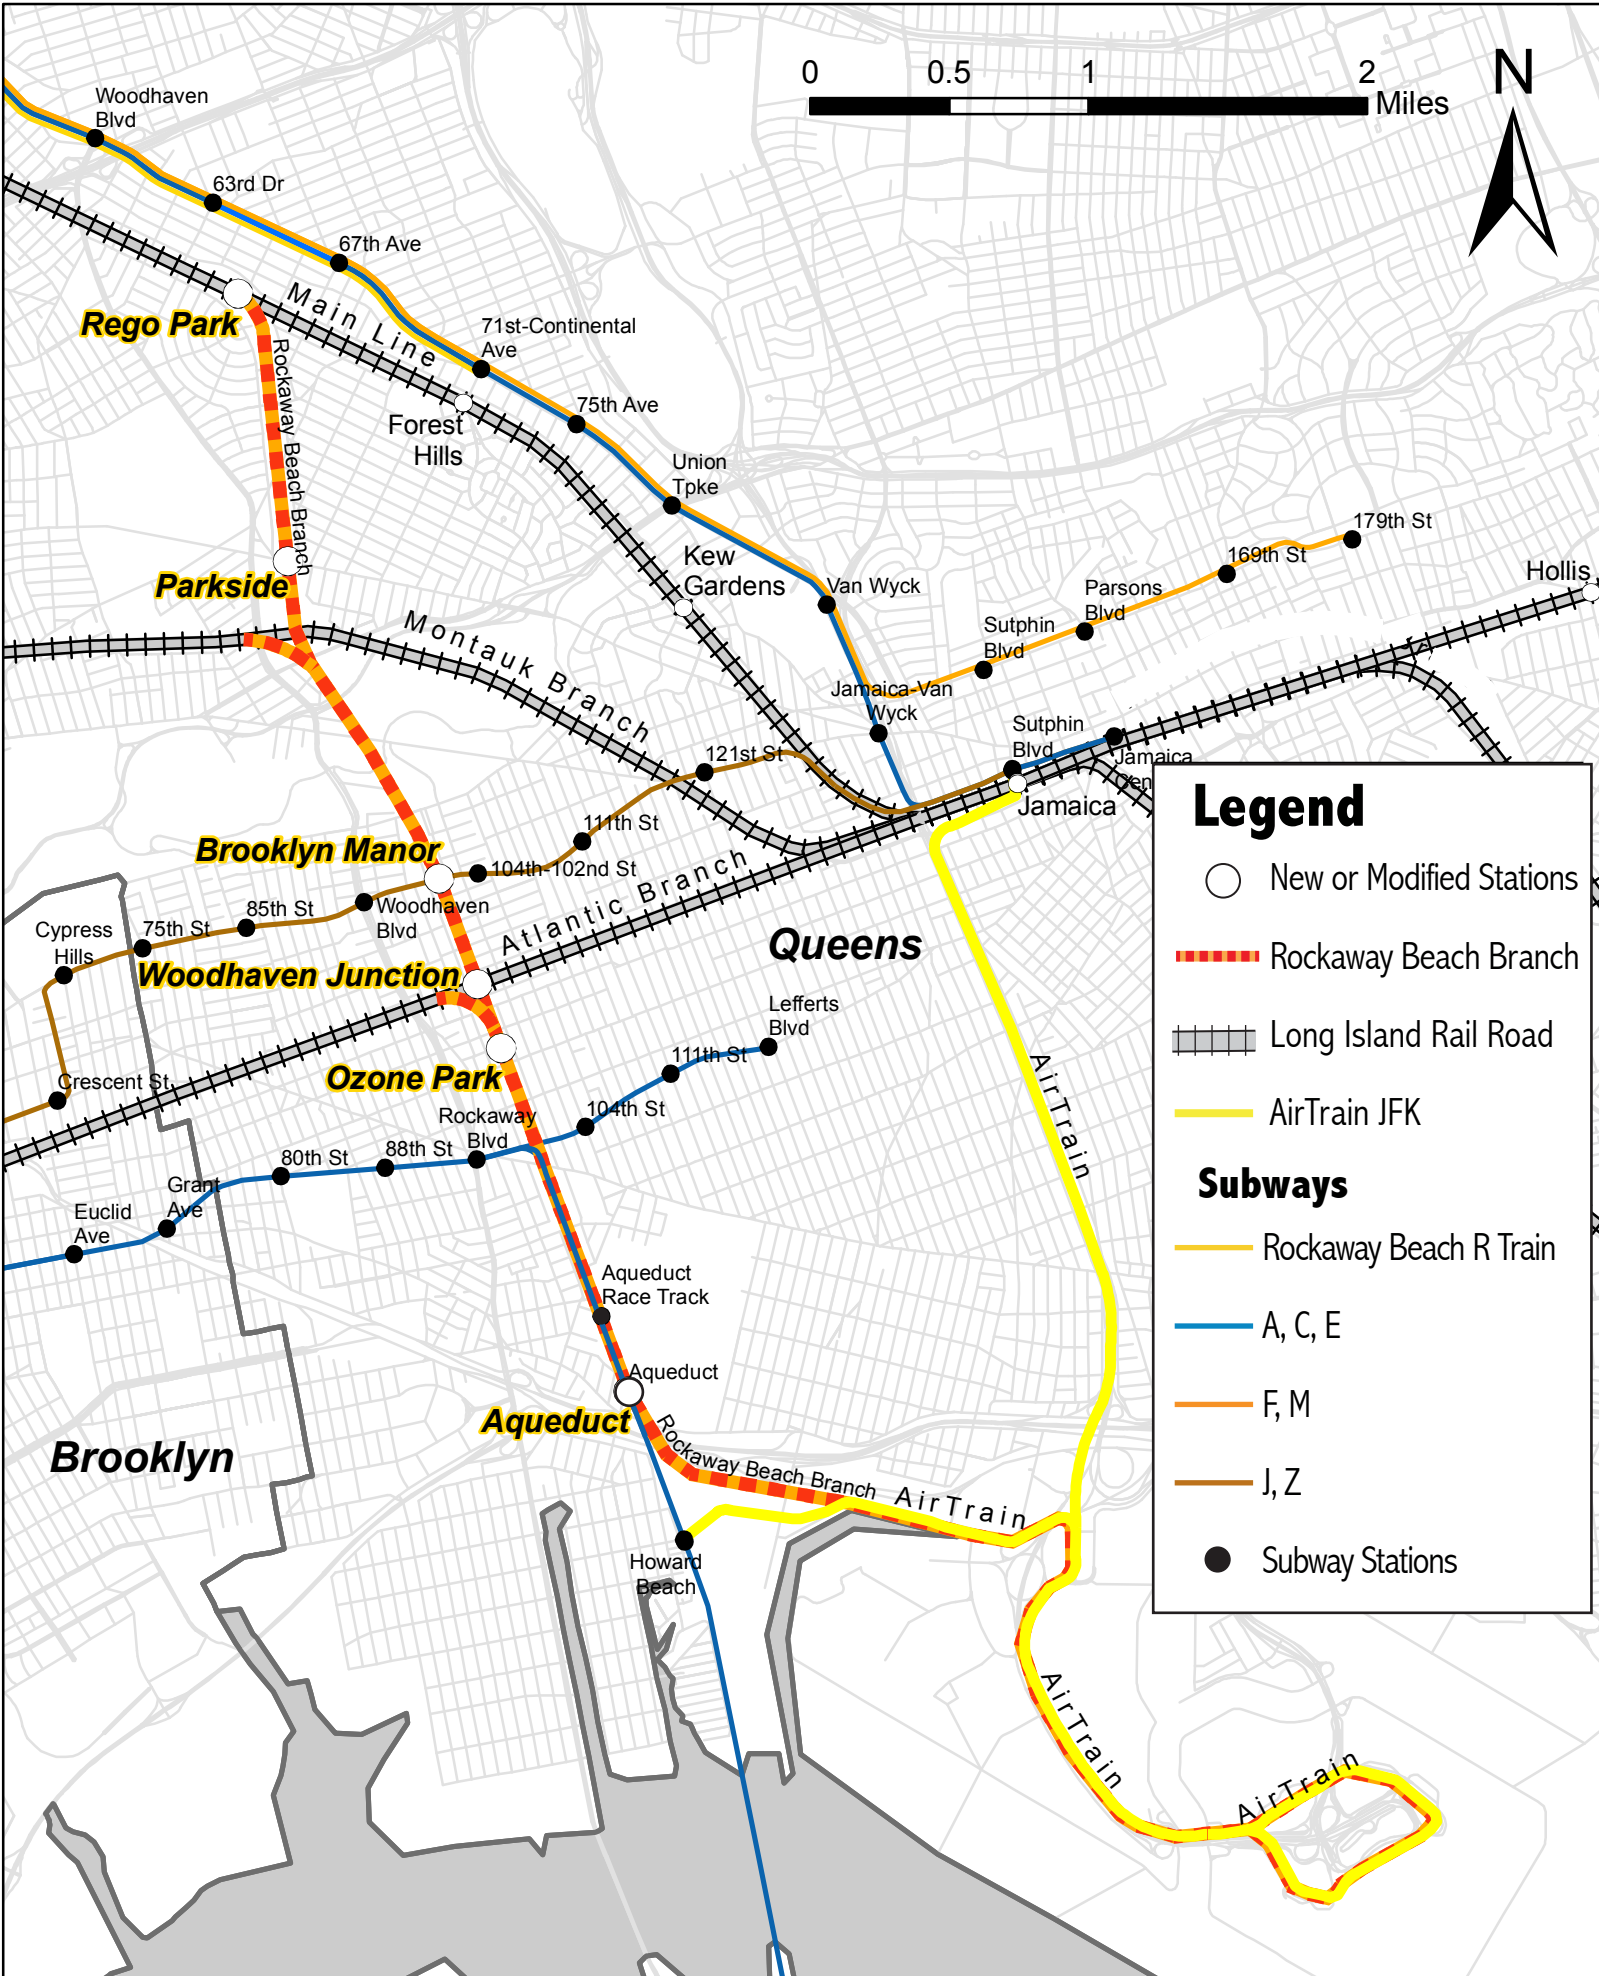 0 0.5 1 2
Miles
N
Woodhaven
Blvd
63rd Dr
67th Ave
Main Line
Rego Park
71st-Continental
Ave
Rockaway Beach Branch
75th Ave
Forest
Hills
Union
Tpke
179th St
169th St
Kew
Gardens
Hollis
Parkside
Van Wyck
Parsons
Blvd
Montauk Branch
Sutphin
Blvd
Jamaica-Van
Wyck
Sutphin
Blvd
121st St
Jamaica
Cen
Jamaica
111th St
Brooklyn Manor
104th-102nd St
Atlantic Branch
Woodhaven
Blvd
85th St
75th St
Cypress
Hills
Queens
Woodhaven Junction
Lefferts
Blvd
111th St
Crescent St
Ozone Park
104th St
Rockaway
Blvd
88th St
80th St
Grant
Ave
Euclid
Ave
AirTrain
Aqueduct
Race Track
Aqueduct
Aqueduct
Brooklyn
Rockaway Beach Branch
AirTrain
Howard
Beach
AirTrain
AirTrain
Legend
New or Modified Stations
Rockaway Beach Branch
Long Island Rail Road
AirTrain JFK
Subways
Rockaway Beach R Train
A, C, E
F, M
J, Z
Subway Stations